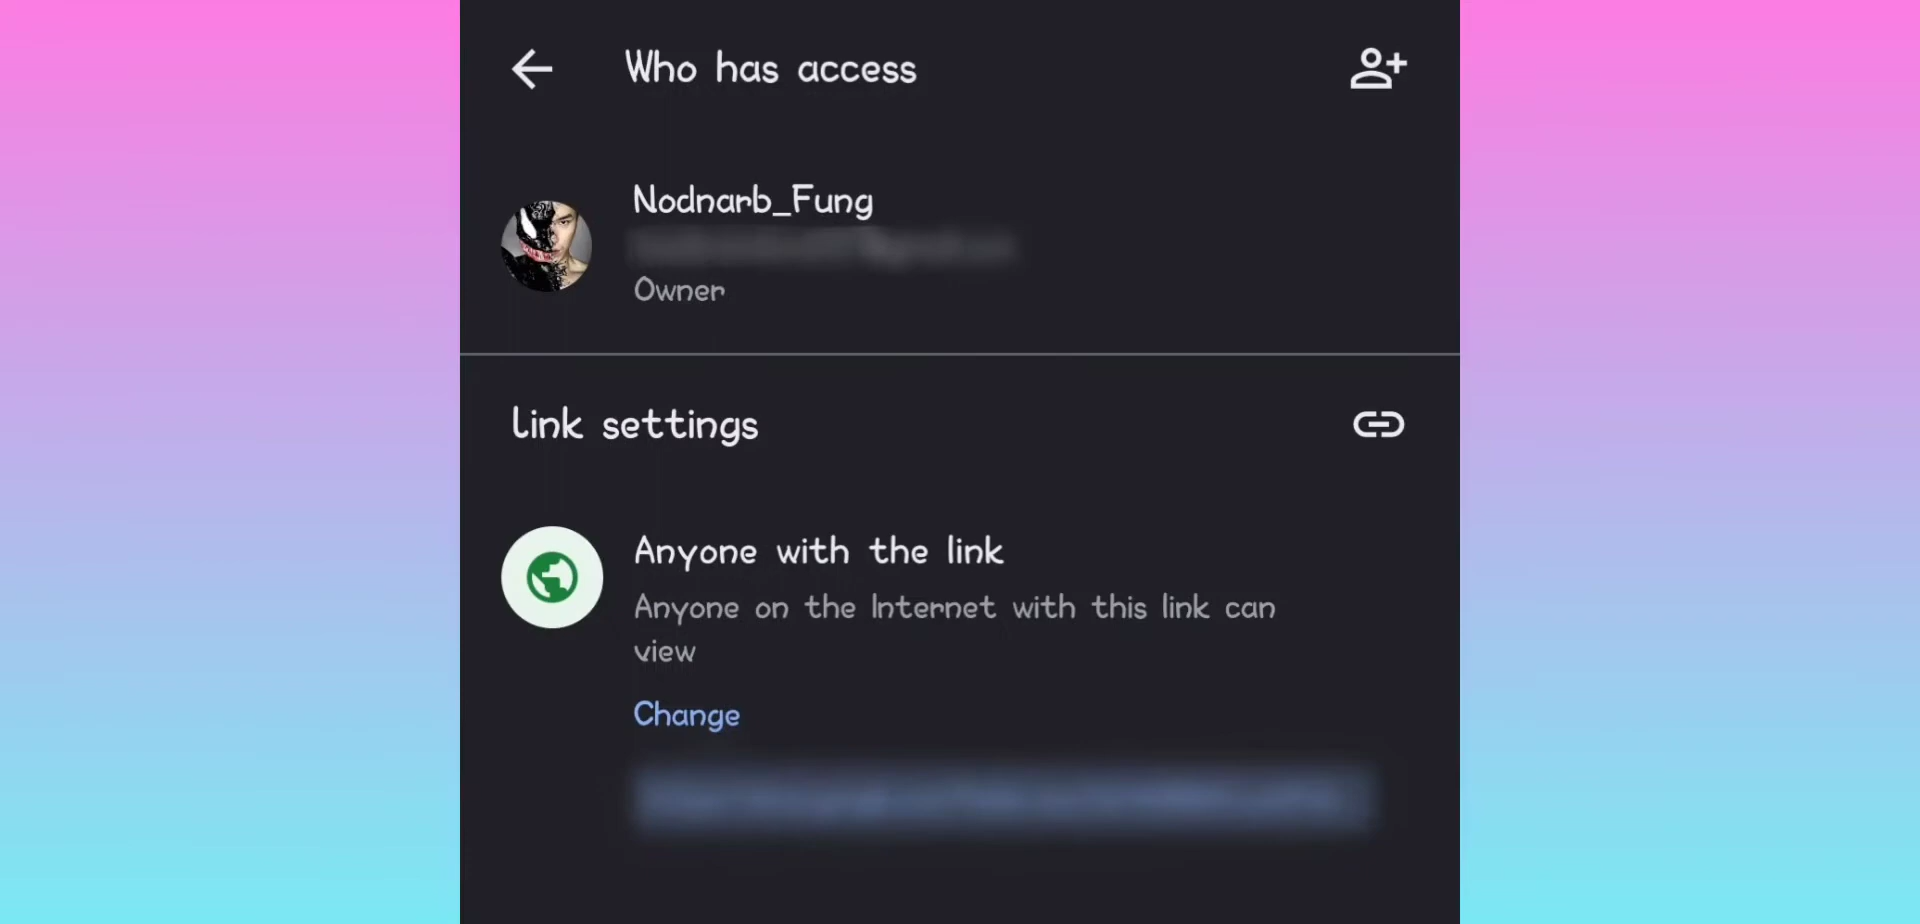 Who has access
Nodnarb_Fung
Owner
Link settings
Anyone with the link
Anyone on the Internet with this link can
view
Change